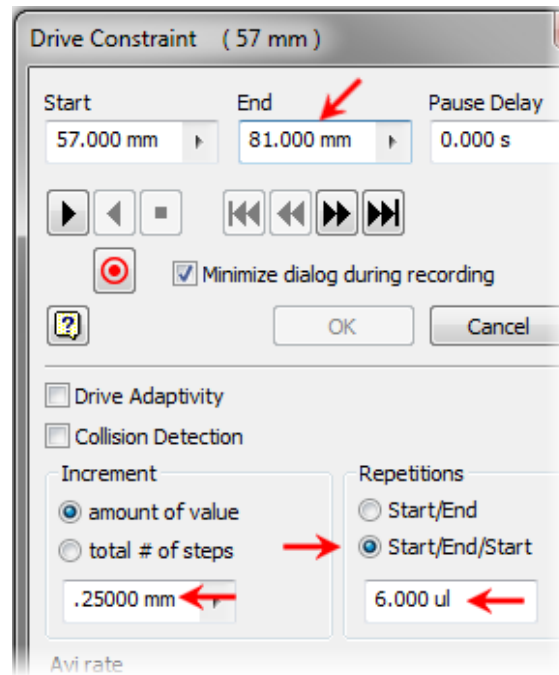 Drive Constraint (57 mm)
Start End Pause Delay
57.000 mm 81.000 mm 0.000 s
Minimize dialog during recording
? OK Cancel
Drive Adaptivity
Collision Detection
Increment Repetitions
amount of value Start/End
total # of steps Start/End/Start
.25000 mm 6.000 ul
Avi rate